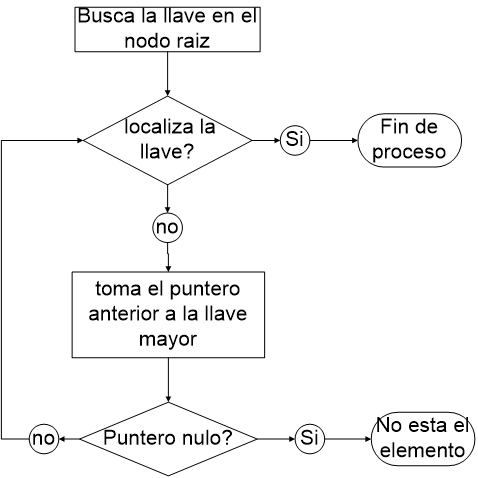 Busca la llave en el
nodo raiz
localiza la
llave?
Si
Fin de
proceso
no
toma el puntero
anterior a la llave
mayor
no
Puntero nulo?
Si
No esta el
elemento